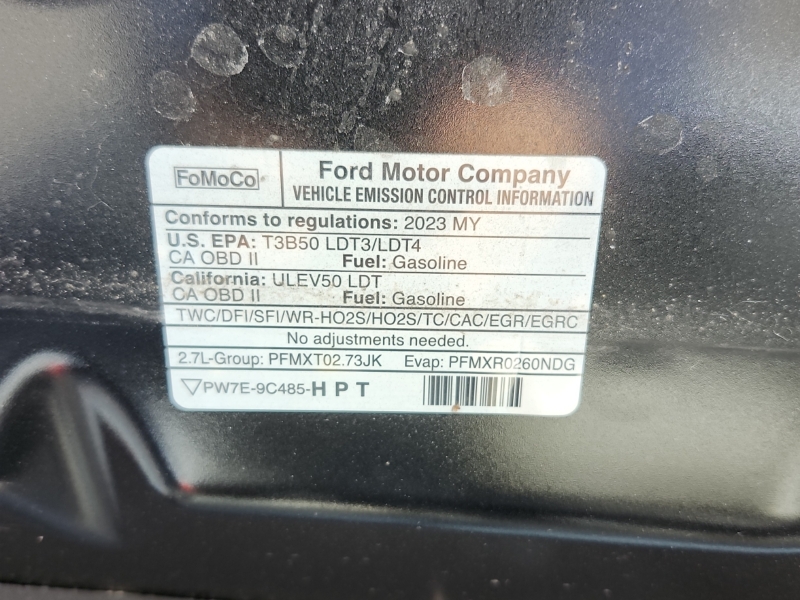 FoMoCo
Ford Motor Company
VEHICLE EMISSION CONTROL INFORMATION
Conforms to regulations: 2023 MY
U.S. EPA: T3B50 LDT3/LDT4
CA OBD II Fuel: Gasoline
California: ULEV50 LDT
CA OBD II Fuel: Gasoline
TWC/DFI/SFI/WR-HO2S/HO2S/TC/CAC/EGR/EGRC
No adjustments needed.
2.7L-Group: PFMXT02.73JK Evap: PFMXR0260NDG
PW7E-9C485-HPT